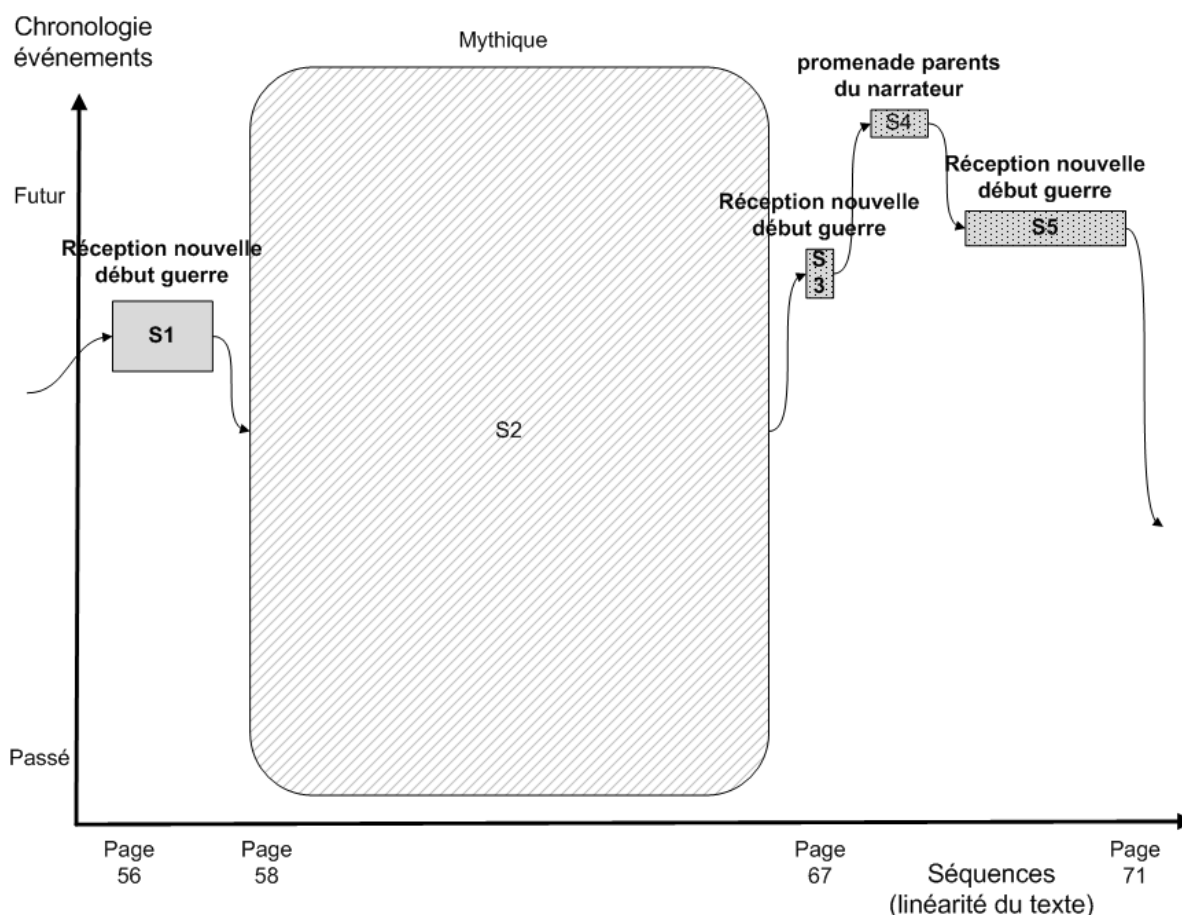 Chronologie
événements
Mythique
promenade parents
du narrateur
S4
Futur
Réception nouvelle
début guerre
S5
Réception nouvelle
début guerre
S
3
Réception nouvelle
début guerre
S1
S2
Passé
Page
56
Page
58
Page
67
Séquences
(linéarité du texte)
Page
71